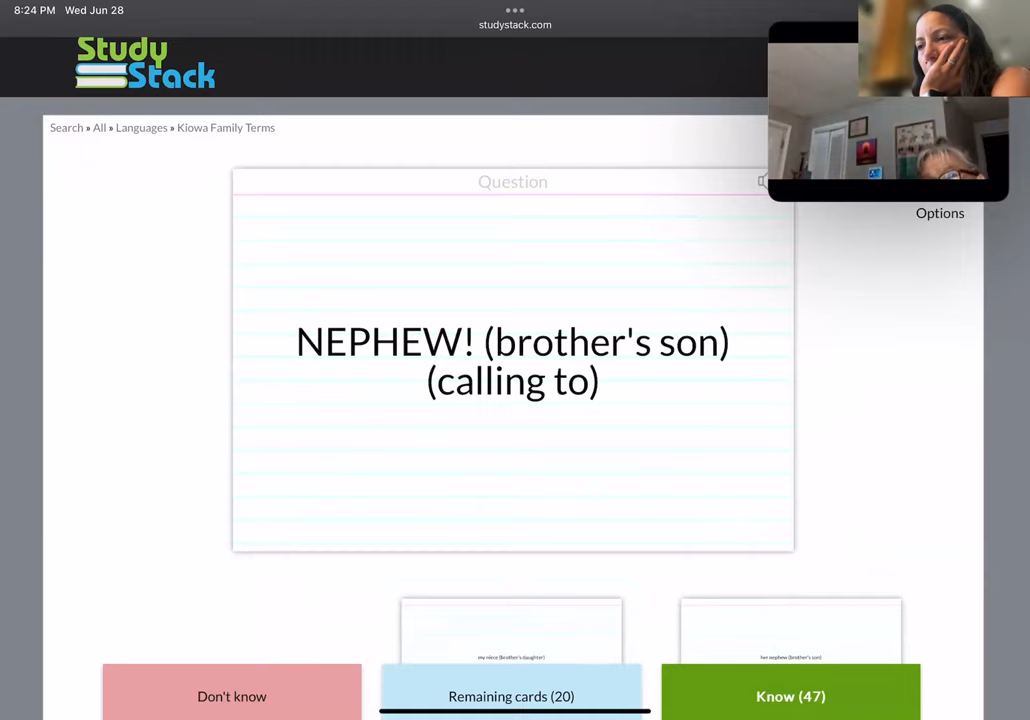 8:24 PM Wed Jun 28
studystack.com
Study
Stack
Search » All » Languages » Kiowa Family Terms
Question
Options
NEPHEW! (brother's son)
(calling to)
my niece (brother's daughter)
her nephew (brother's son)
Don't know
Remaining cards (20)
Know (47)